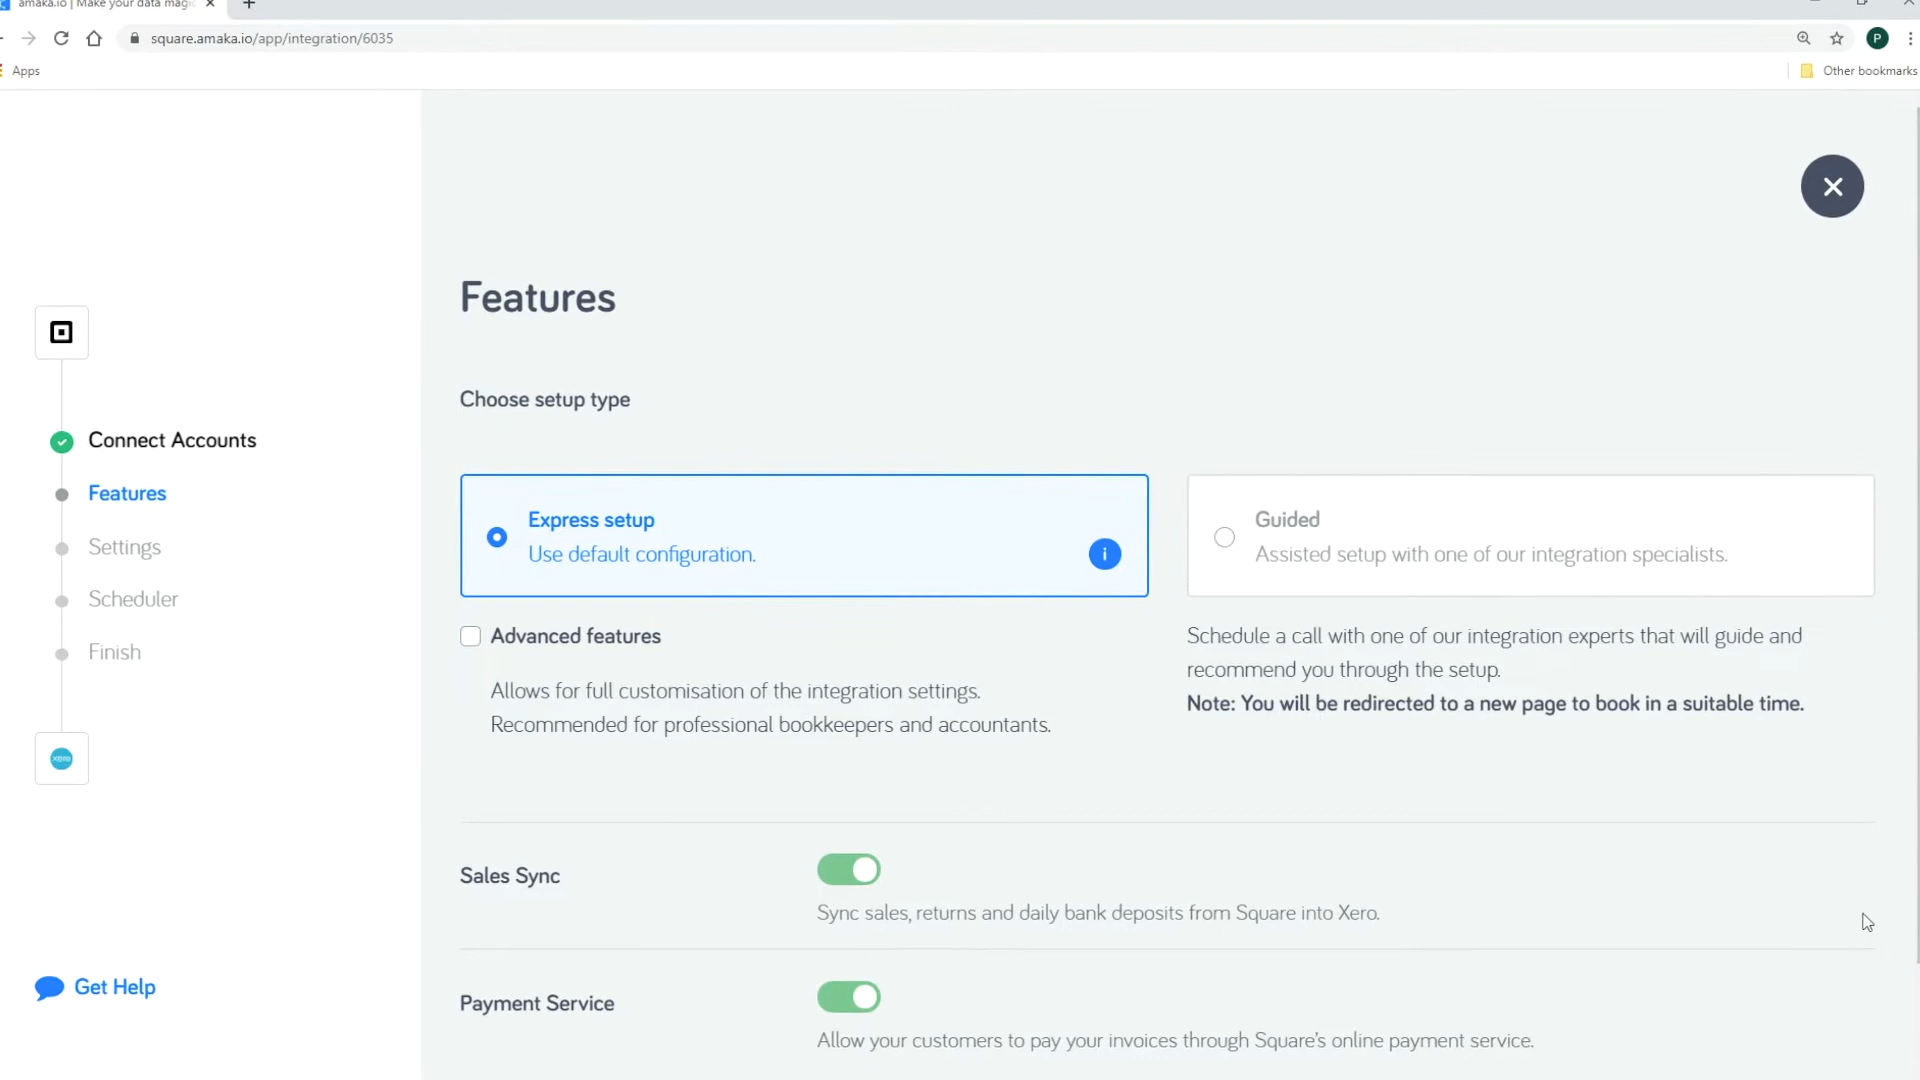 amaka.io | Make your data magic
square.amaka.io/app/integration/6035
P
Apps
Other bookmarks
Features
Choose setup type
Connect Accounts
Features
Settings
Scheduler
Finish
xero
Get Help
Express setup
Use default configuration.
i
Guided
Assisted setup with one of our integration specialists.
Advanced features
Allows for full customisation of the integration settings.
Recommended for professional bookkeepers and accountants.
Schedule a call with one of our integration experts that will guide and
recommend you through the setup.
Note: You will be redirected to a new page to book in a suitable time.
Sales Sync
Sync sales, returns and daily bank deposits from Square into Xero.
Payment Service
Allow your customers to pay your invoices through Square's online payment service.